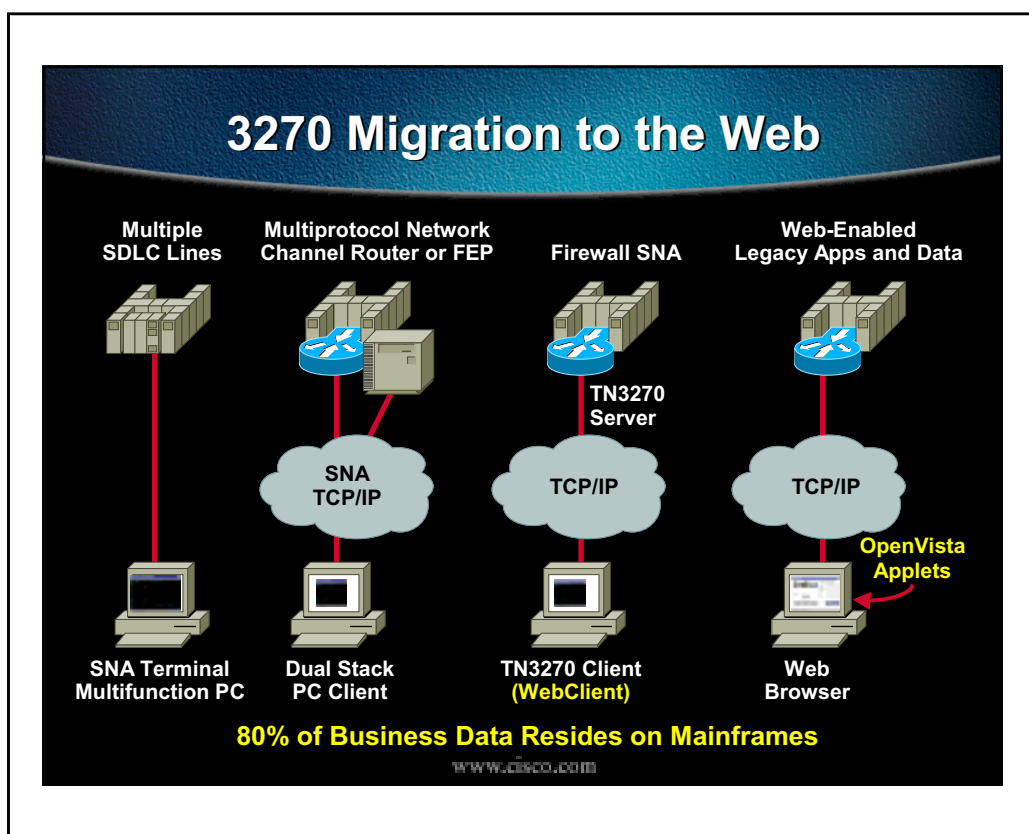 3270 Migration to the Web
Multiple
SDLC Lines
Multiprotocol Network
Channel Router or FEP
Firewall SNA
Web-Enabled
Legacy Apps and Data
TN3270
Server
SNA
TCP/IP
TCP/IP
TCP/IP
OpenVista
Applets
SNA Terminal
Multifunction PC
Dual Stack
PC Client
TN3270 Client
(WebClient)
Web
Browser
80% of Business Data Resides on Mainframes
www.cisco.com